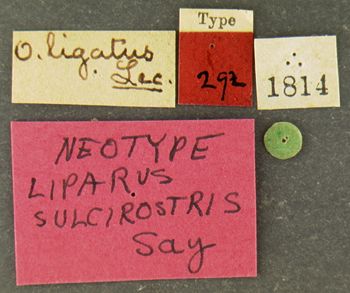 O. ligatus
Lec.
Type
292
1814
NEOTYPE
LIPARUS
SULCIROSTRIS
Say